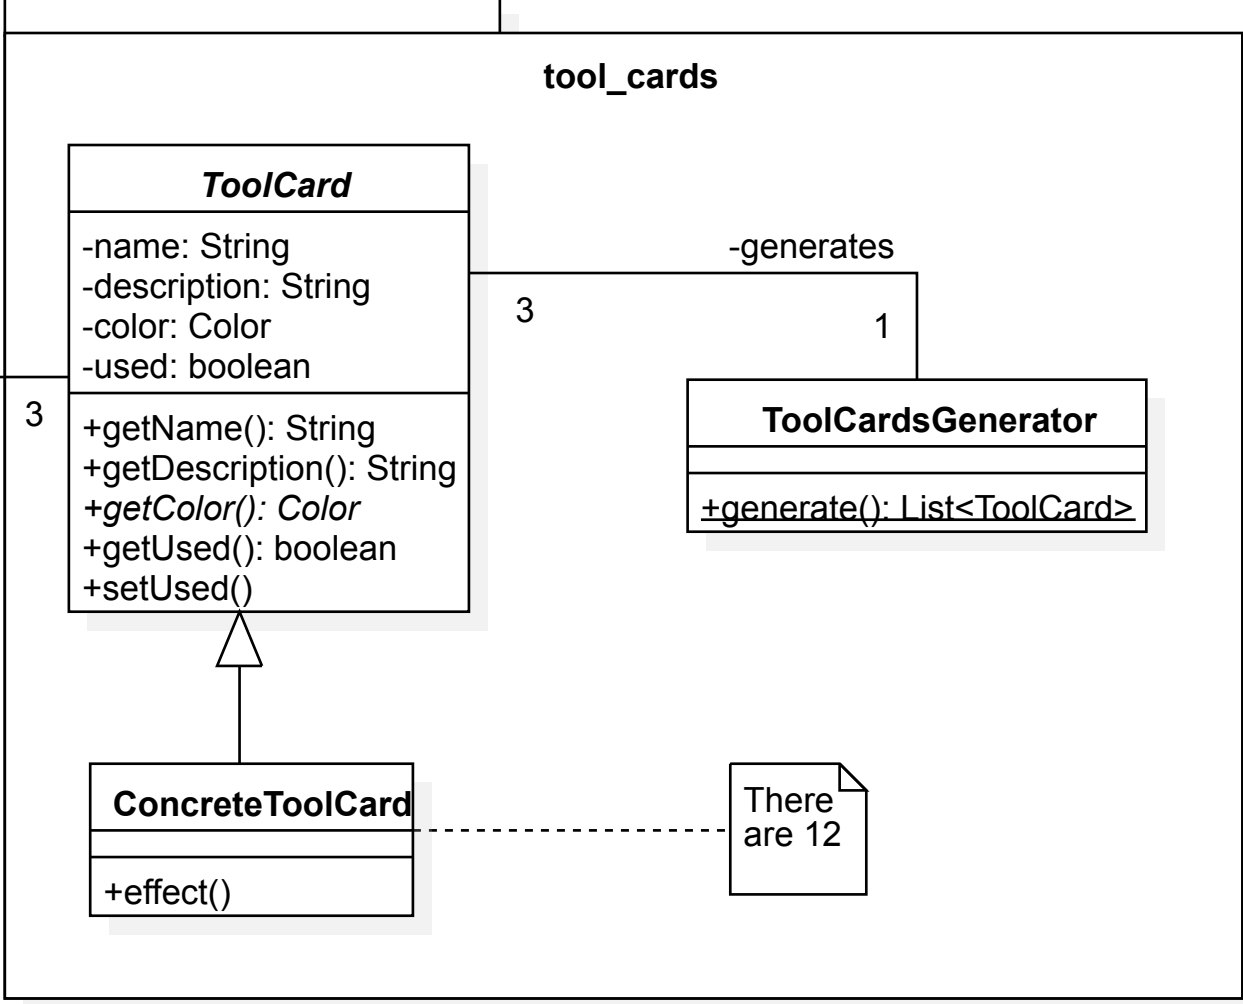 tool_cards
ToolCard
-name: String
-description: String
-color: Color
-used: boolean
+getName(): String
+getDescription(): String
+getColor(): Color
+getUsed(): boolean
+setUsed()
3
-generates
3
1
ToolCardsGenerator
+generate(): List<ToolCard>
ConcreteToolCard
+effect()
There
are 12